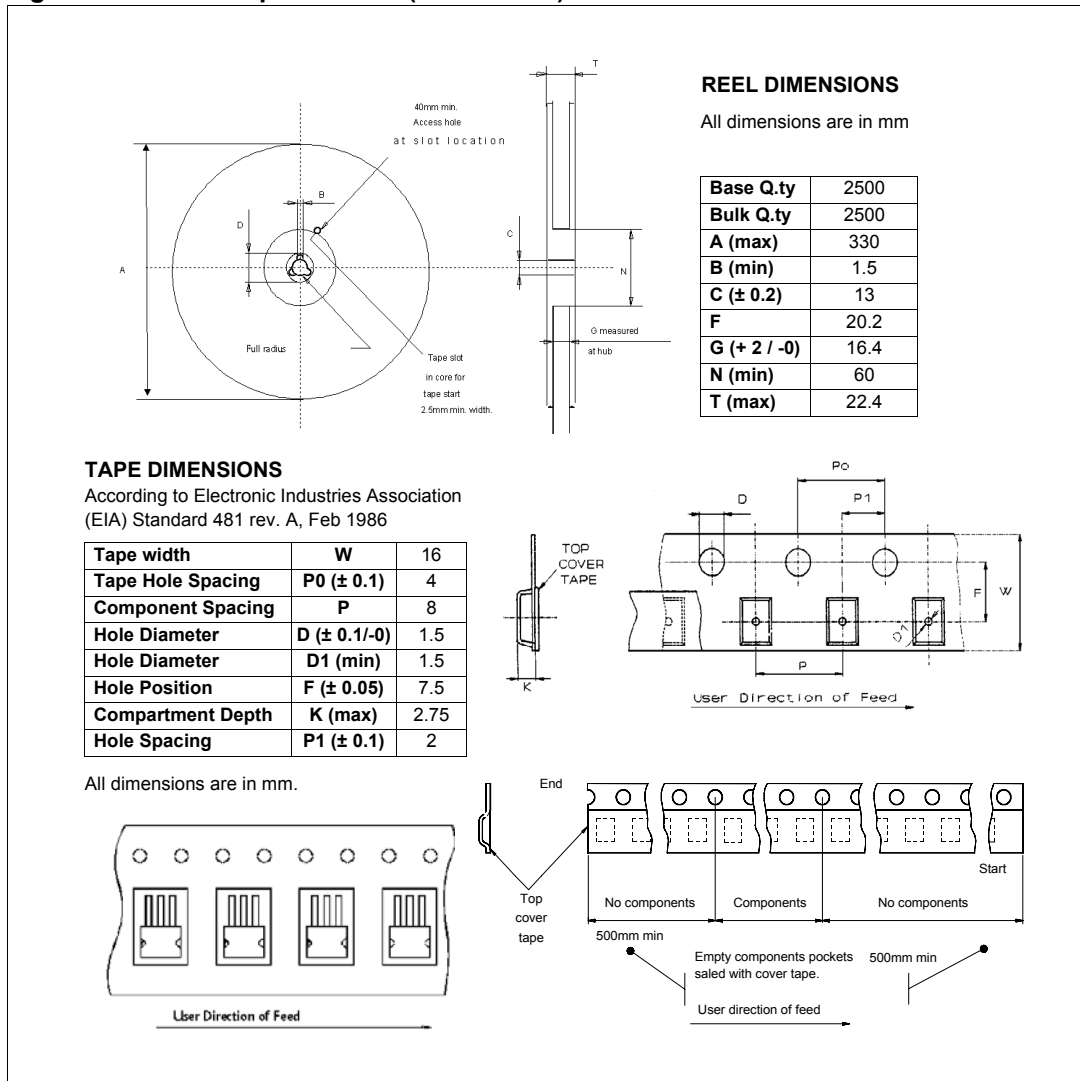 T
40mm min.
Access hole
at slot location
B
D
A
C
N
Full radius
Tape slot
in core for
tape start
2.5mm min. width.
G measured
at hub
REEL DIMENSIONS
All dimensions are in mm
Base Q.ty 2500
Bulk Q.ty 2500
A (max) 330
B (min) 1.5
C (± 0.2) 13
F 20.2
G (+ 2 / -0) 16.4
N (min) 60
T (max) 22.4
TAPE DIMENSIONS
According to Electronic Industries Association
(EIA) Standard 481 rev. A, Feb 1986
Tape width W 16
Tape Hole Spacing P0 (± 0.1) 4
Component Spacing P 8
Hole Diameter D (± 0.1/-0) 1.5
Hole Diameter D1 (min) 1.5
Hole Position F (± 0.05) 7.5
Compartment Depth K (max) 2.75
Hole Spacing P1 (± 0.1) 2
All dimensions are in mm.
Po
D
P1
TOP
COVER
TAPE
F
W
D1
P
K
User Direction of Feed
User Direction of Feed
End
Start
Top
cover
tape
No components
Components
No components
500mm min
Empty components pockets
saled with cover tape.
500mm min
User direction of feed